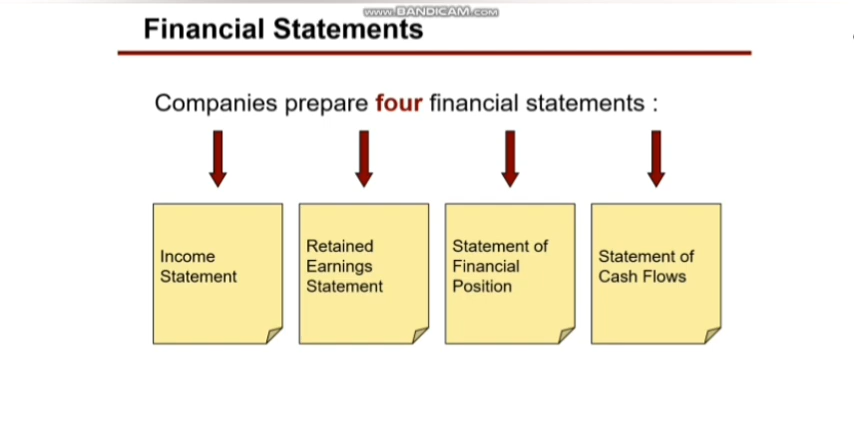 www.BANDICAM.com
Financial Statements
Companies prepare four financial statements :
Income
Statement
Retained
Earnings
Statement
Statement of
Financial
Position
Statement of
Cash Flows